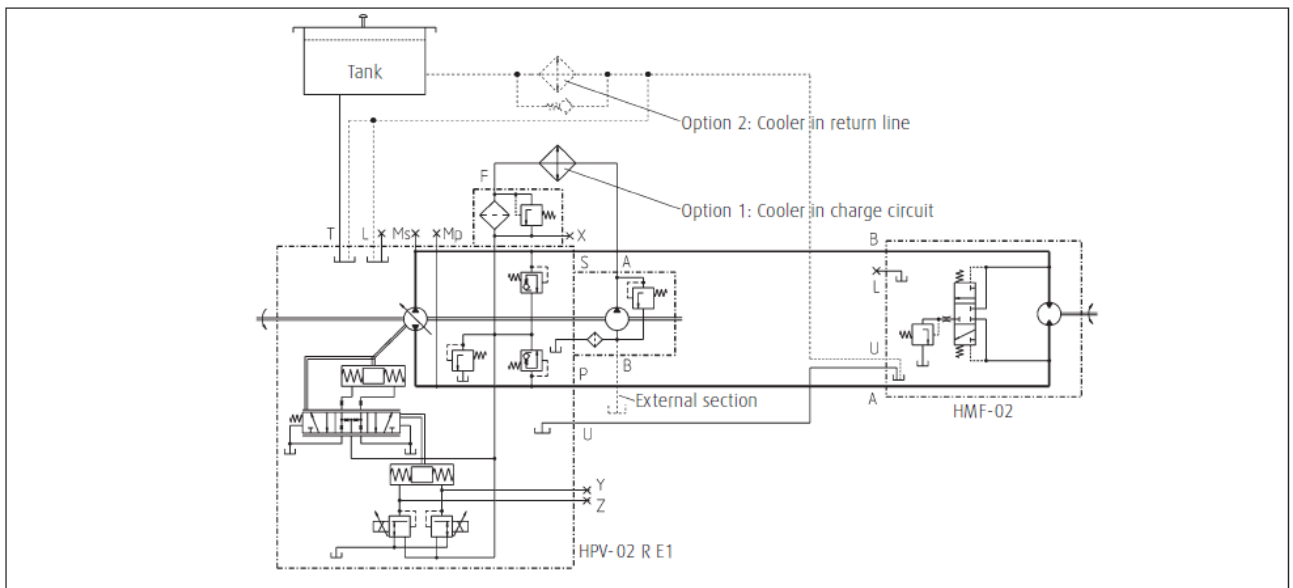 Tank
Option 2: Cooler in return line
F
Option 1: Cooler in charge circuit
T
L
Ms
Mp
X
B
S
A
L
U
P
B
A
External section
HMF-02
U
Y
Z
HPV-02 R E1